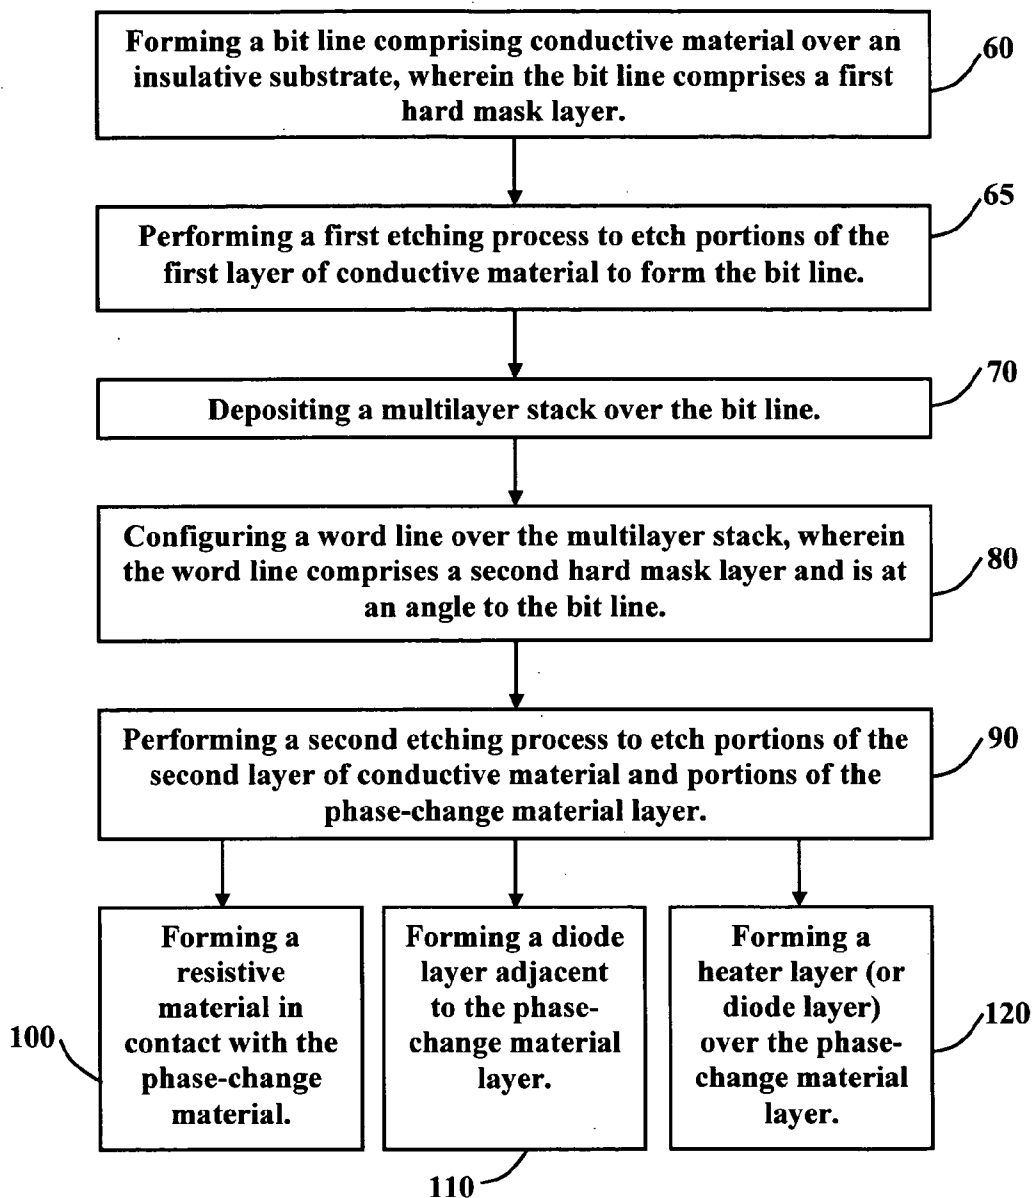 Forming a bit line comprising conductive material over an
insulative substrate, wherein the bit line comprises a first
hard mask layer.
60
Performing a first etching process to etch portions of the
first layer of conductive material to form the bit line.
65
Depositing a multilayer stack over the bit line.
70
Configuring a word line over the multilayer stack, wherein
the word line comprises a second hard mask layer and is at
an angle to the bit line.
80
Performing a second etching process to etch portions of the
second layer of conductive material and portions of the
phase-change material layer.
90
Forming a
resistive
material in
contact with the
phase-change
material.
100
Forming a diode
layer adjacent
to the phase-
change material
layer.
110
Forming a
heater layer (or
diode layer)
over the phase-
change material
layer.
120